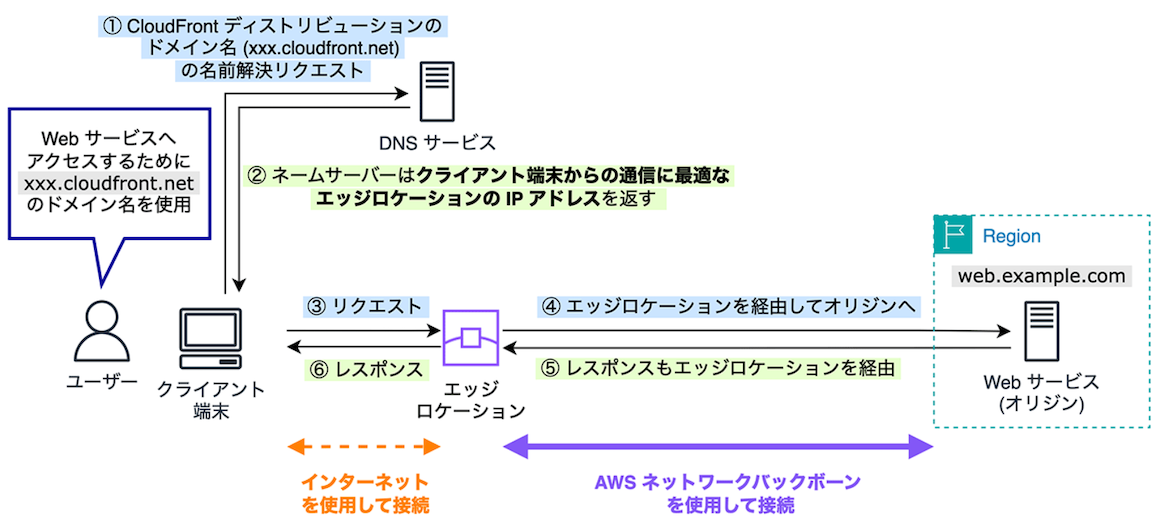 ① CloudFront ディストリビューションの
ドメイン名 (xxx.cloudfront.net)
の名前解決リクエスト
DNS サービス
Web サービスへ
アクセスするために
xxx.cloudfront.net
のドメイン名を使用
② ネームサーバーはクライアント端末からの通信に最適な
エッジロケーションの IP アドレスを返す
Region
web.example.com
③ リクエスト
④ エッジロケーションを経由してオリジンへ
⑥ レスポンス
⑤ レスポンスもエッジロケーションを経由
ユーザー
クライアント
端末
エッジ
ロケーション
Web サービス
(オリジン)
インターネット
を使用して接続
AWS ネットワークバックボーン
を使用して接続